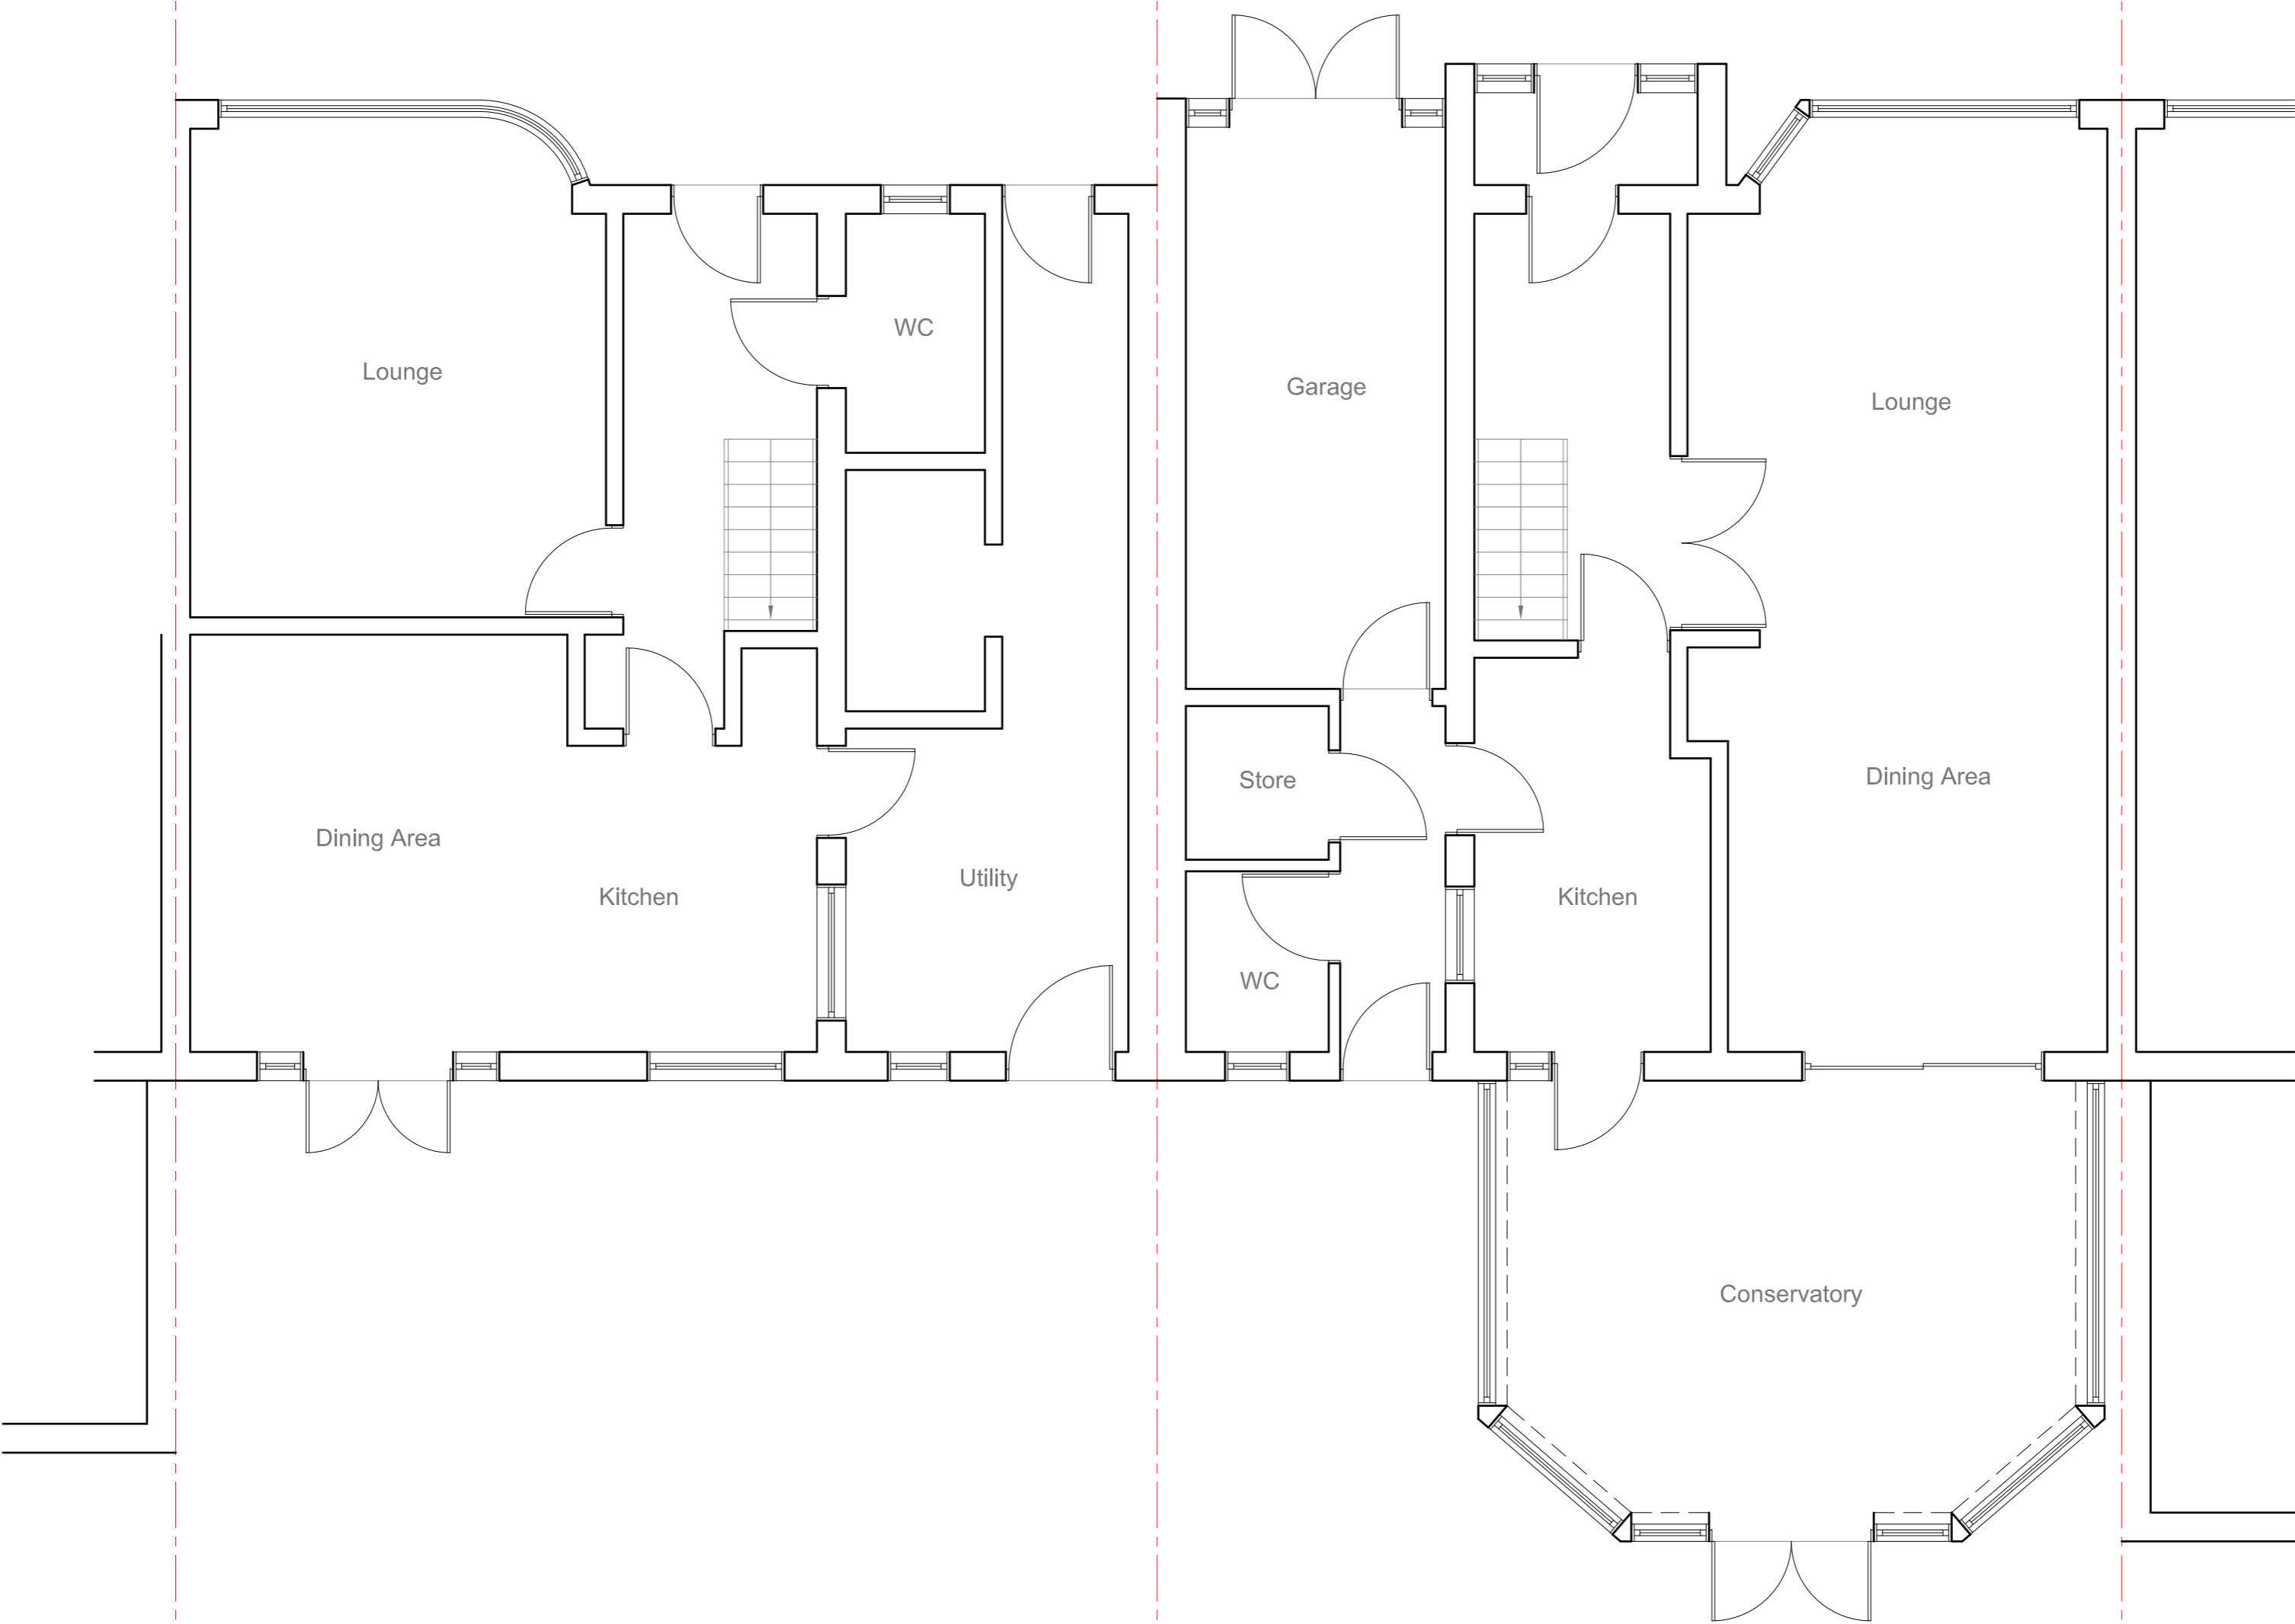 WC
Lounge
Garage
Lounge
Store
Dining Area
Dining Area
Utility
Kitchen
Kitchen
WC
Conservatory